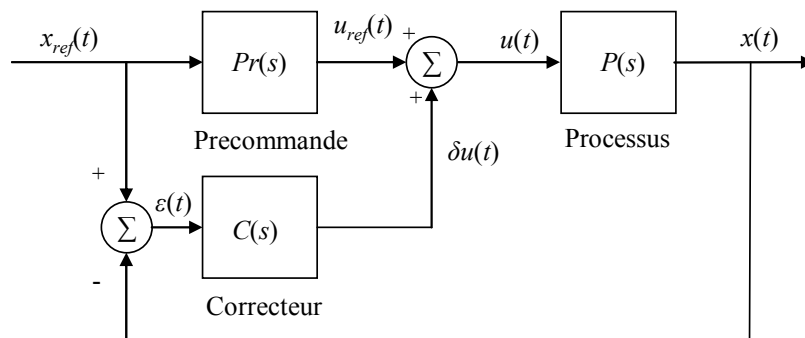 x_ref(t)
Pr(s)
u_ref(t)
+
∑
+
u(t)
P(s)
x(t)
Precommande
Processus
δu(t)
+
∑
-
ε(t)
C(s)
Correcteur